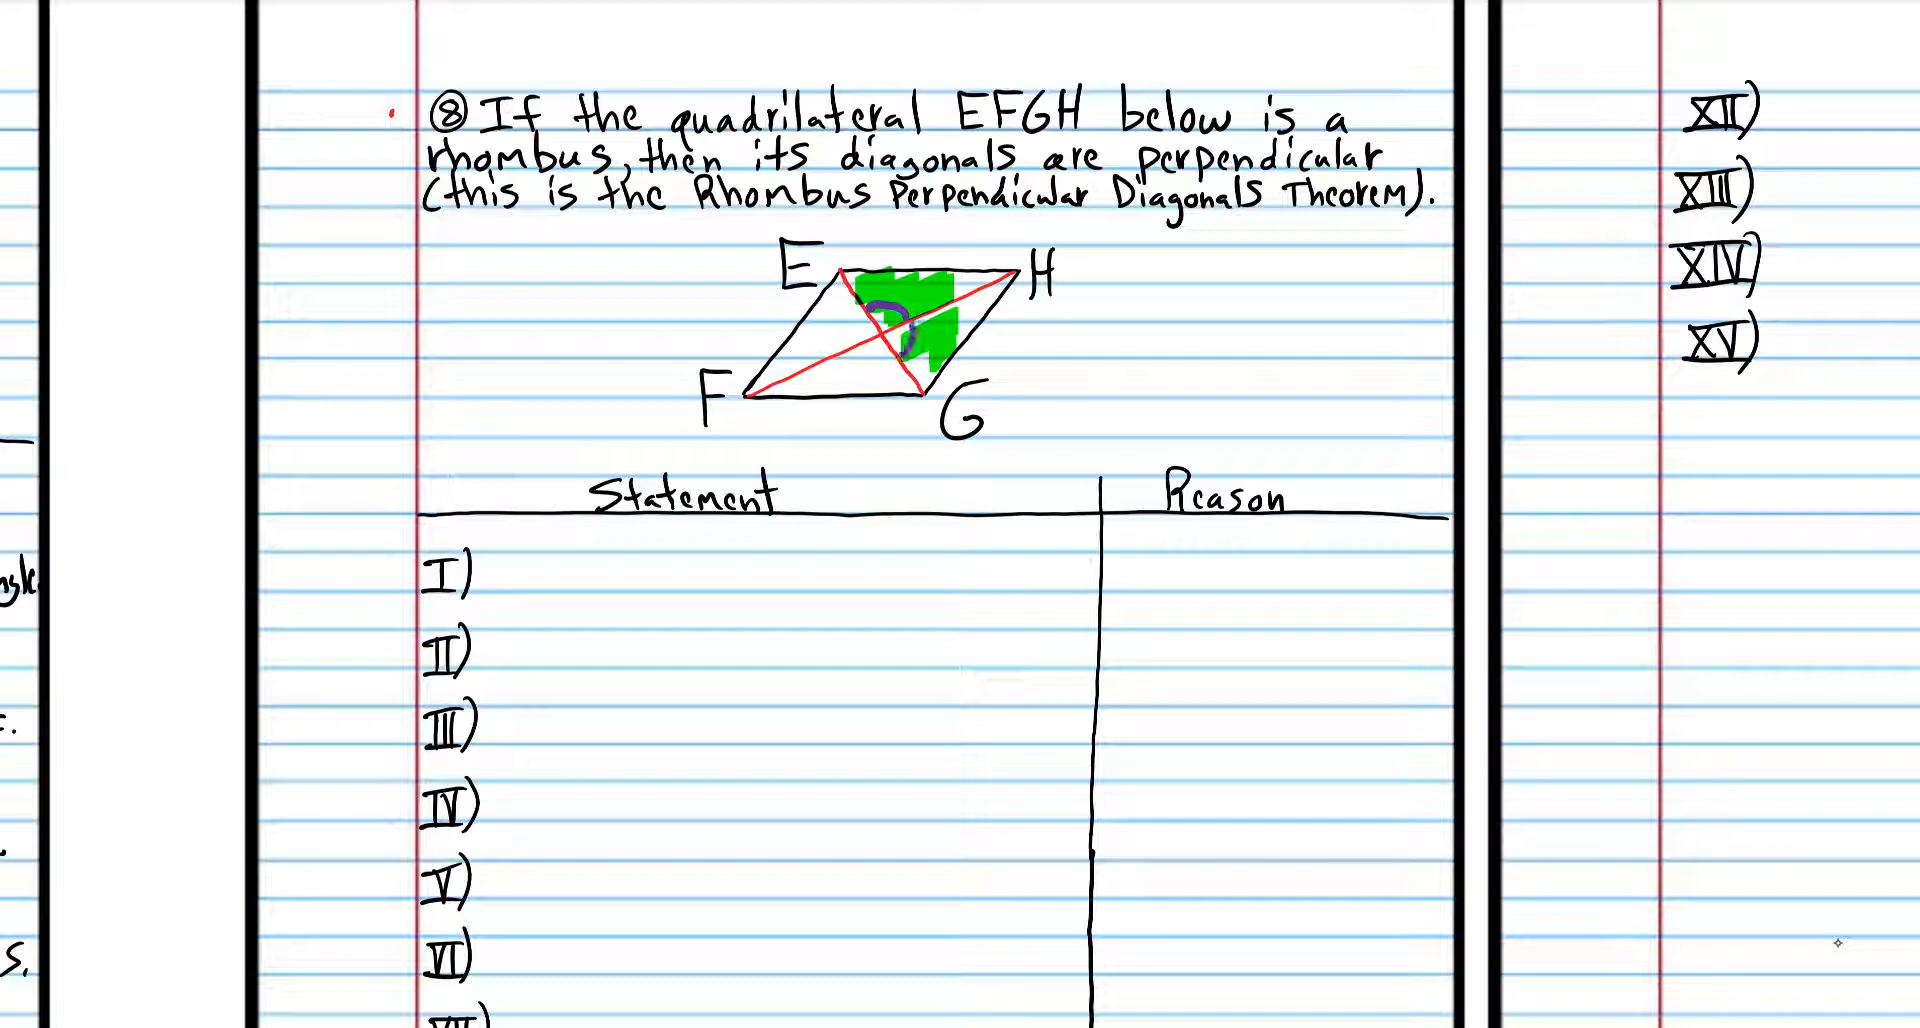 ⑧ If the quadrilateral EFGH below is a
rhombus, then its diagonals are perpendicular
(this is the Rhombus Perpendicular Diagonals Theorem).
E
H
F
G
Statement
Reason
I)
II)
III)
IV)
V)
VI)
VII)
XII)
XIII)
XIV)
XV)